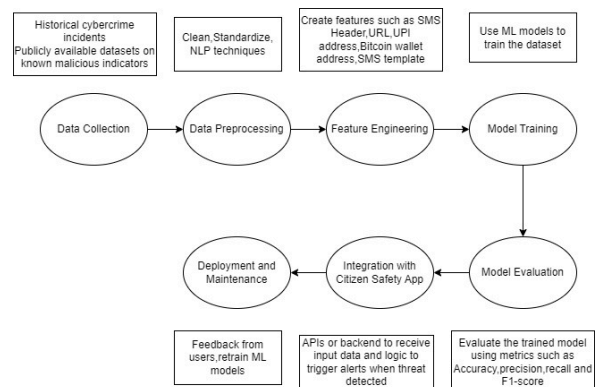 Historical cybercrime
incidents
Publicly available datasets on
known malicious indicators
Clean,Standardize,
NLP techniques
Create features such as SMS
Header,URL,UPI
address,Bitcoin wallet
address,SMS template
Use ML models to
train the dataset
Data Collection
Data Preprocessing
Feature Engineering
Model Training
Deployment and
Maintenance
Integration with
Citizen Safety App
Model Evaluation
Feedback from
users,retrain ML
models
APIs or backend to receive
input data and logic to
trigger alerts when threat
detected
Evaluate the trained model
using metrics such as
Accuracy,precision,recall and
F1-score